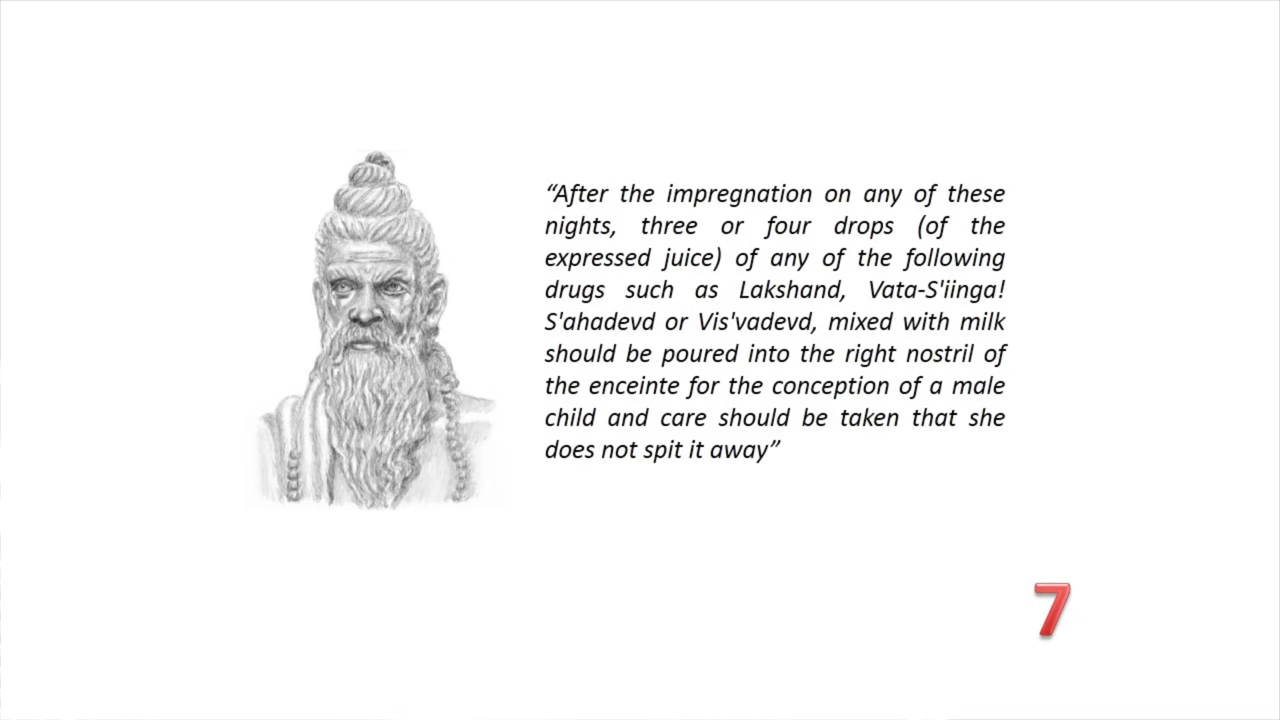 “After the impregnation on any of these
nights, three or four drops (of the
expressed juice) of any of the following
drugs such as Lakshand, Vata-S'iinga!
S'ahadevd or Vis'vadevd, mixed with milk
should be poured into the right nostril of
the enceinte for the conception of a male
child and care should be taken that she
does not spit it away”
7